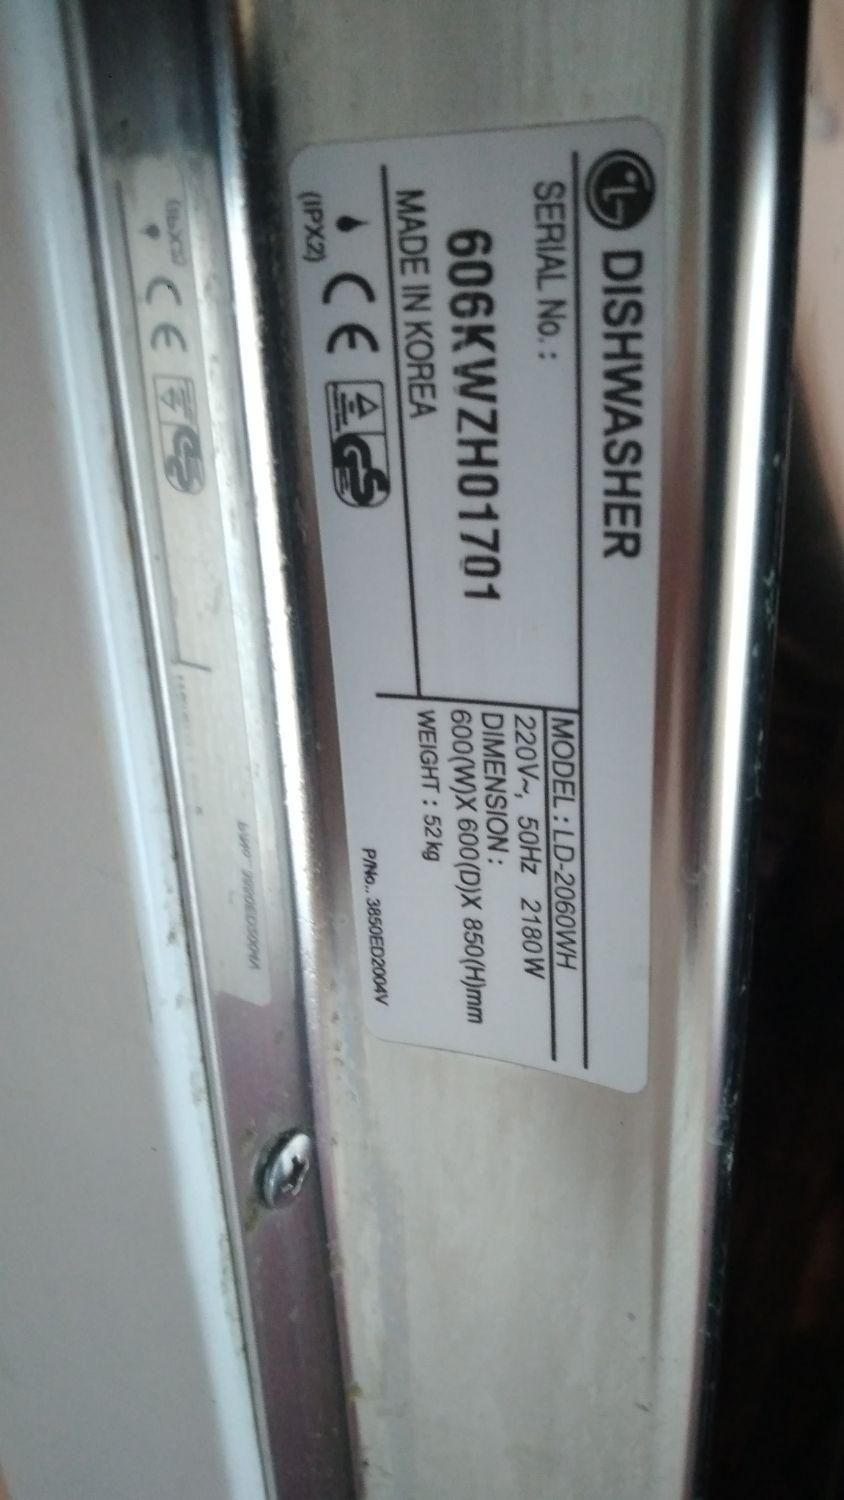 LG DISHWASHER
SERIAL No. :
606KWZH01701
MADE IN KOREA
(IPX2)
CE
GS
MODEL : LD-2060WH
220V~, 50Hz 2180W
DIMENSION :
600(W)X 600(D)X 850(H)mm
WEIGHT : 52kg
P/No.. 3850ED2004V